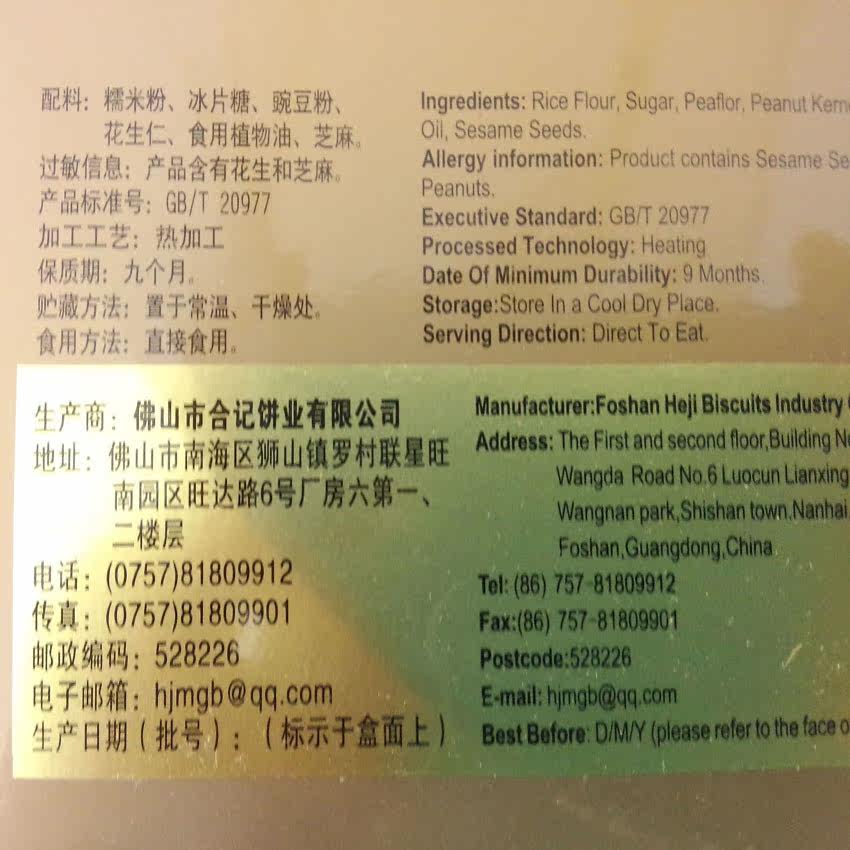 配料：糯米粉、冰片糖、豌豆粉、
花生仁、食用植物油、芝麻。
过敏信息：产品含有花生和芝麻。
产品标准号：GB/T 20977
加工工艺：热加工
保质期：九个月。
贮藏方法：置于常温、干燥处。
食用方法：直接食用。
Ingredients: Rice Flour, Sugar, Peaflor, Peanut
Oil, Sesame Seeds.
Allergy information: Product contains Sesame
Peanuts.
Executive Standard: GB/T 20977
Processed Technology: Heating
Date Of Minimum Durability: 9 Months.
Storage:Store In a Cool Dry Place.
Serving Direction: Direct To Eat.
生产商：佛山市合记饼业有限公司
地址：佛山市南海区狮山镇罗村联星旺
南园区旺达路6号厂房六第一、
二楼层
电话：(0757)81809912
传真：(0757)81809901
邮政编码：528226
电子邮箱：hjmgb@qq.com
生产日期（批号）：（标示于盒面上）
Manufacturer:Foshan Heji Biscuits Industry
Address: The First and second floor,Building
Wangda Road No.6 Luocun Lianxing
Wangnan park,Shishan town,Nanhai
Foshan,Guangdong,China
Tel: (86) 757-81809912
Fax:(86) 757-81809901
Postcode:528226
E-mail: hjmgb@qq.com
Best Before: D/M/Y (please refer to the face